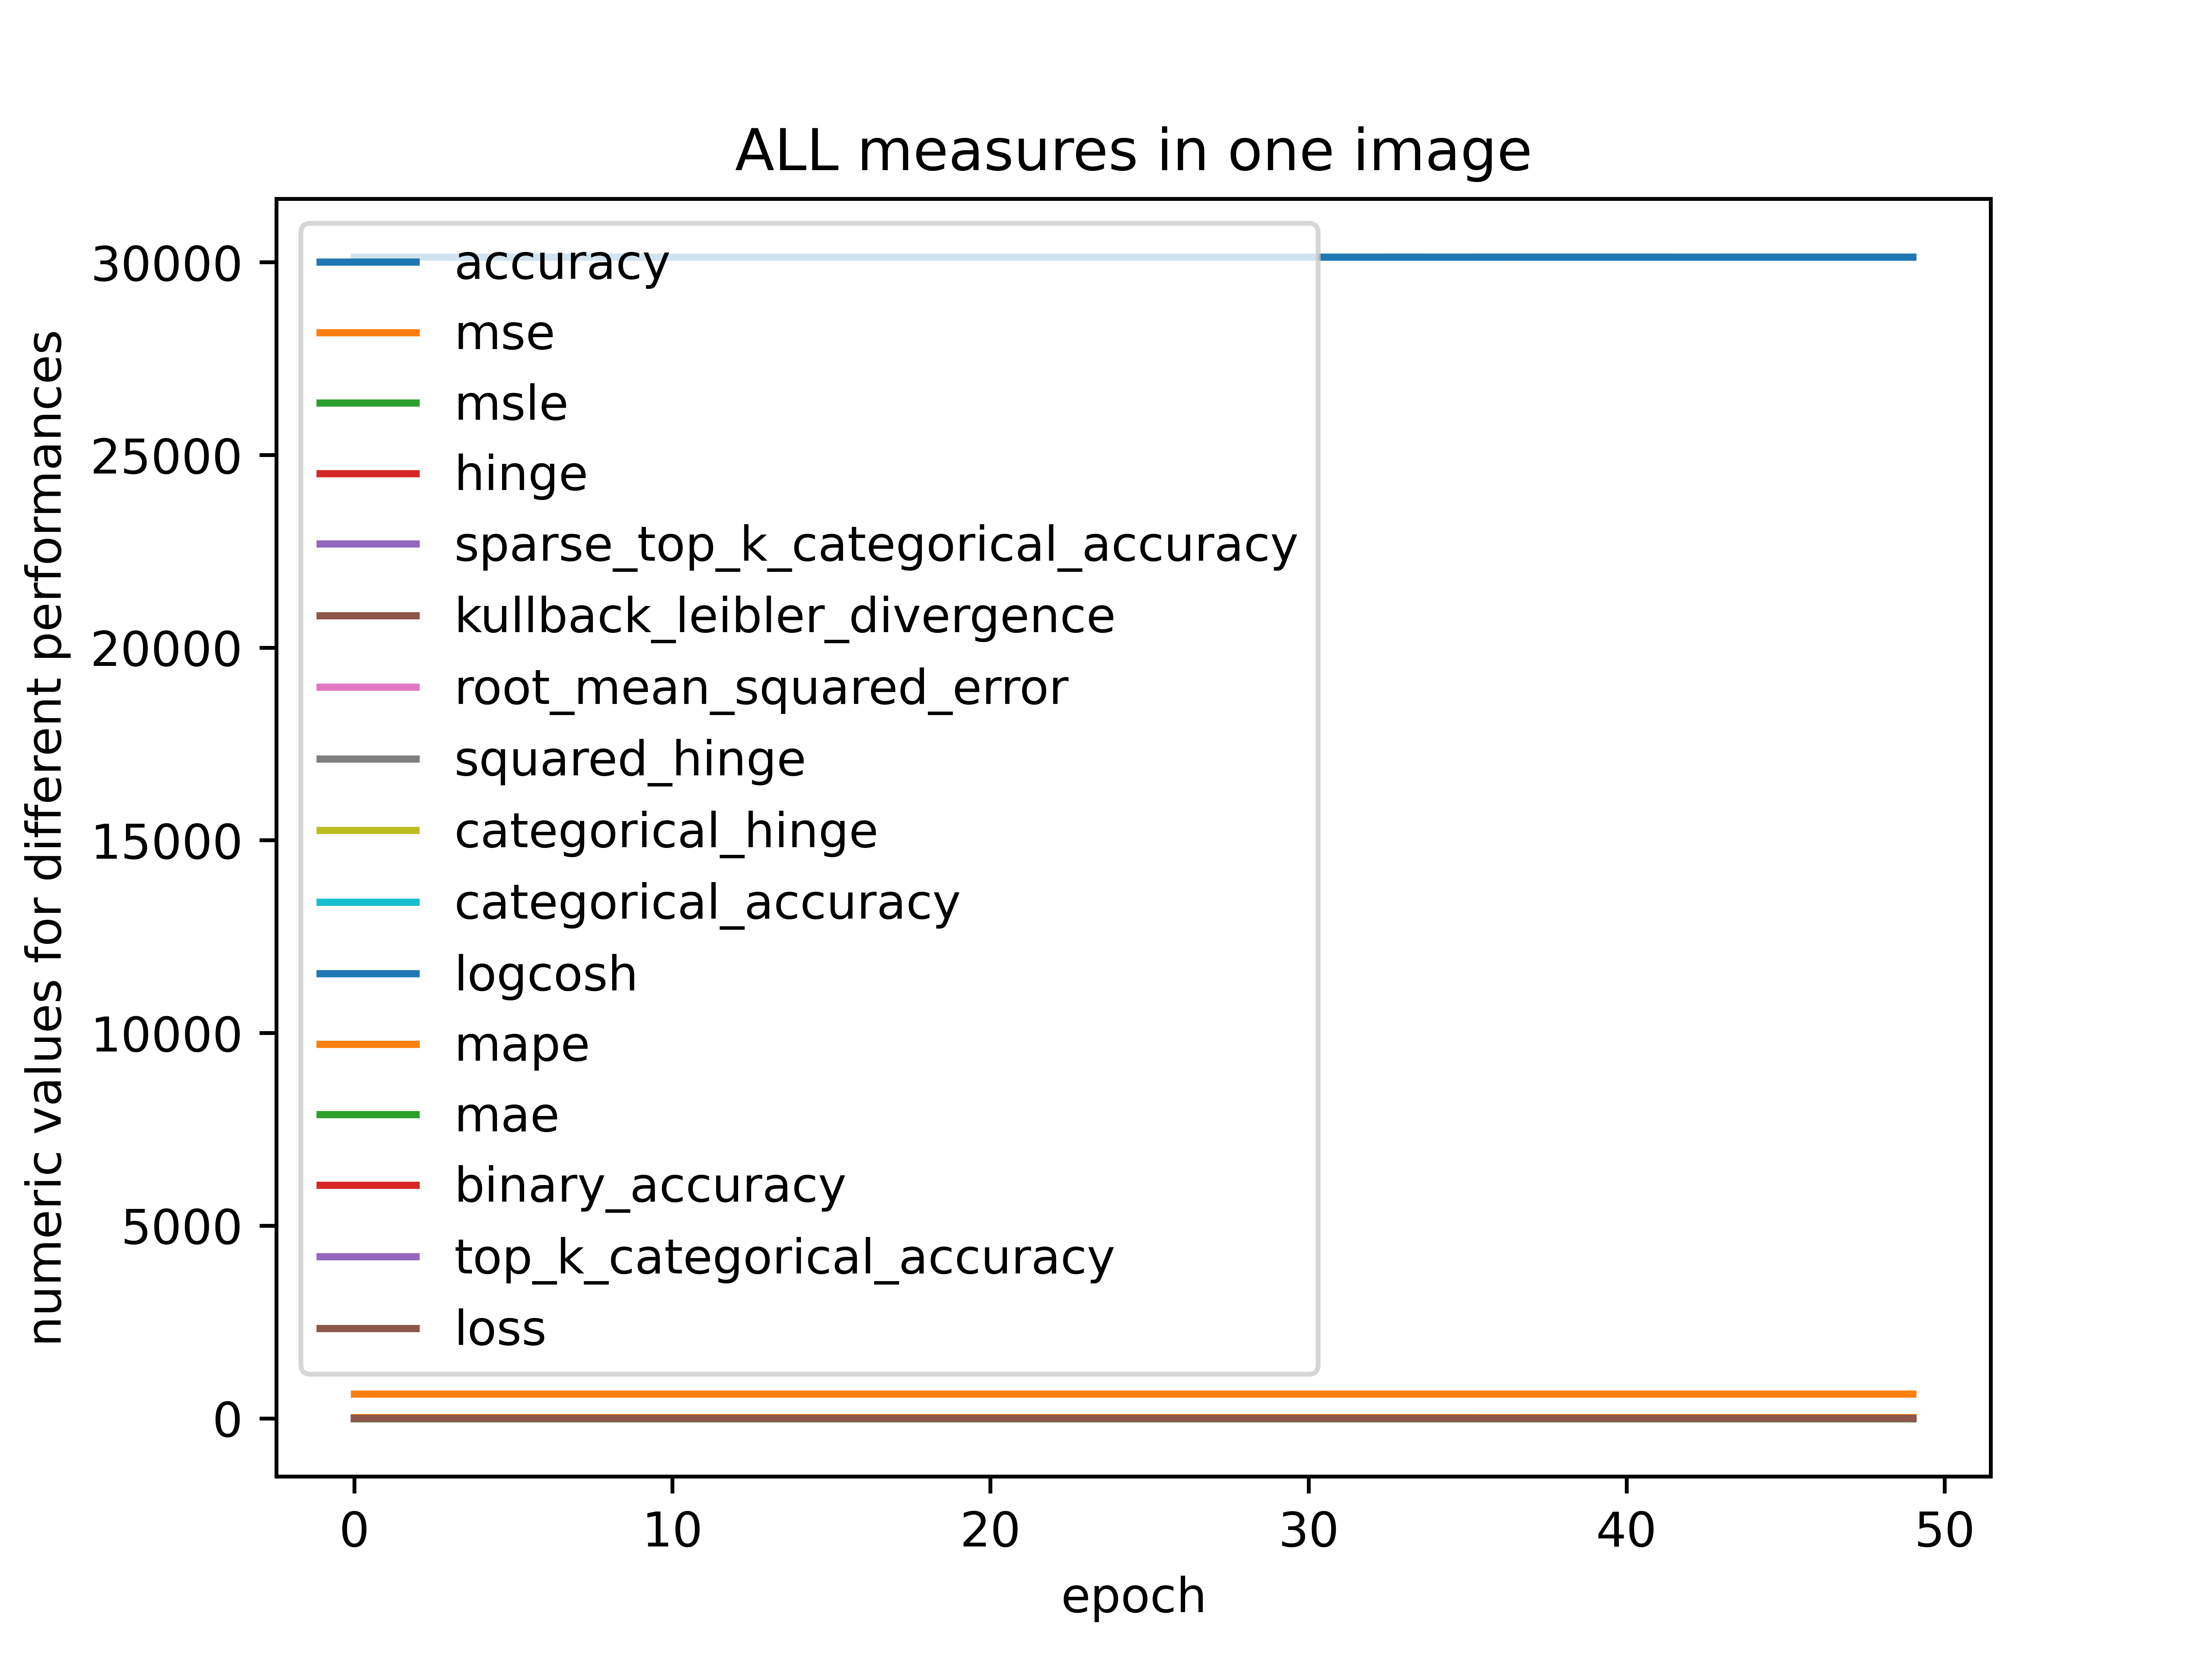 ALL measures in one image
numeric values for different performances
30000
25000
20000
15000
10000
5000
0
accuracy
mse
msle
hinge
sparse_top_k_categorical_accuracy
kullback_leibler_divergence
root_mean_squared_error
squared_hinge
categorical_hinge
categorical_accuracy
logcosh
mape
mae
binary_accuracy
top_k_categorical_accuracy
loss
0 10 20 30 40 50
epoch